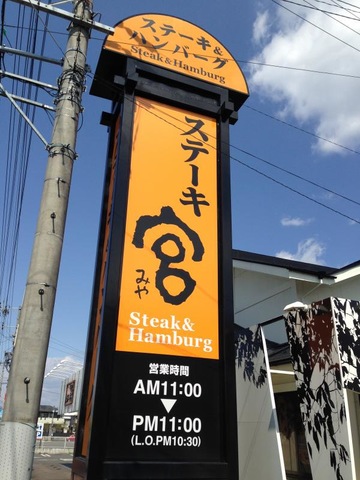 ステーキ&
ハンバーグ
Steak&Hamburg
ステーキ
宮
みや
Steak&
Hamburg
営業時間
AM11:00
▼
PM11:00
(L.O.PM10:30)